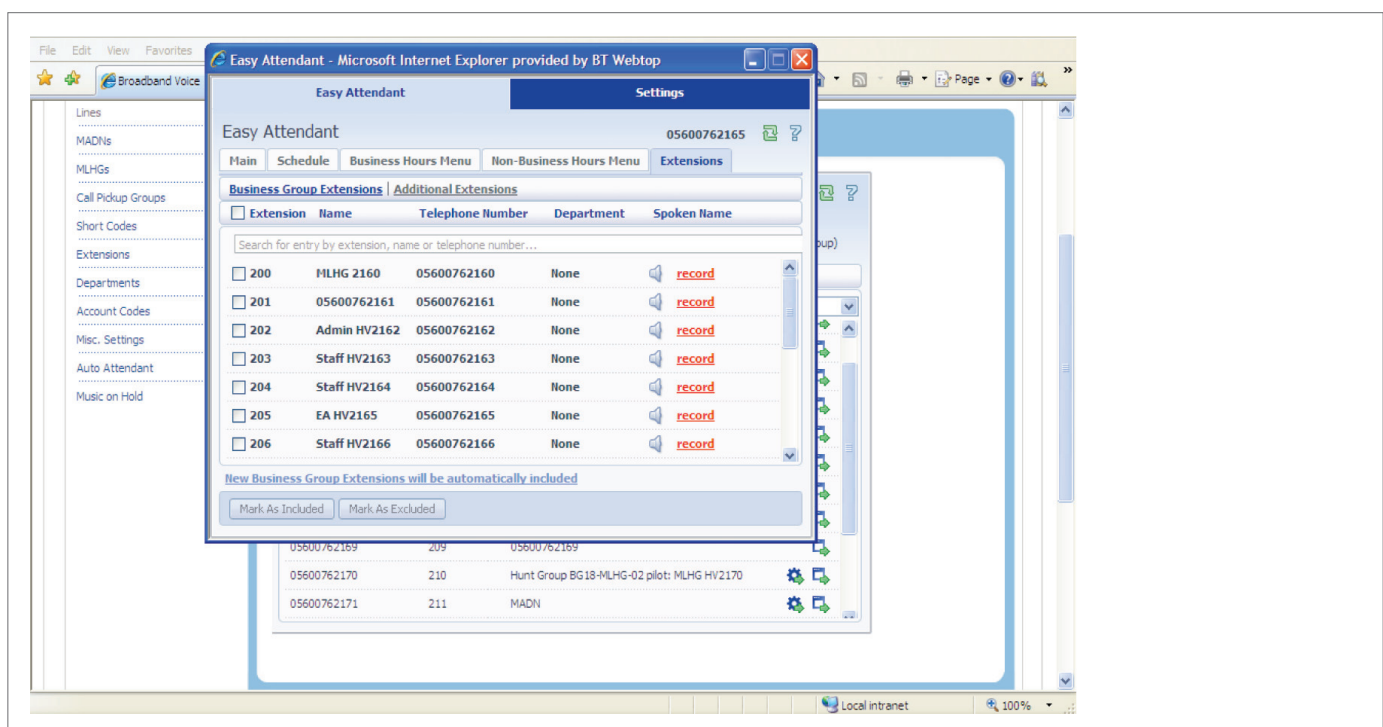 File Edit View Favorites
Easy Attendant - Microsoft Internet Explorer provided by BT Webtop
Broadband Voice
Page
»
Easy Attendant Settings
Lines
MADNs
MLHGs
Call Pickup Groups
Short Codes
Extensions
Departments
Account Codes
Misc. Settings
Auto Attendant
Music on Hold
Easy Attendant 05600762165
Main Schedule Business Hours Menu Non-Business Hours Menu Extensions
Business Group Extensions | Additional Extensions
Extension Name Telephone Number Department Spoken Name
Search for entry by extension, name or telephone number...
200 MLHG 2160 05600762160 None record
201 05600762161 05600762161 None record
202 Admin HV2162 05600762162 None record
203 Staff HV2163 05600762163 None record
204 Staff HV2164 05600762164 None record
205 EA HV2165 05600762165 None record
206 Staff HV2166 05600762166 None record
New Business Group Extensions will be automatically included
Mark As Included Mark As Excluded
05600762169 209 05600762169
05600762170 210 Hunt Group BG18-MLHG-02 pilot: MLHG HV2170
05600762171 211 MADN
Local intranet 100%